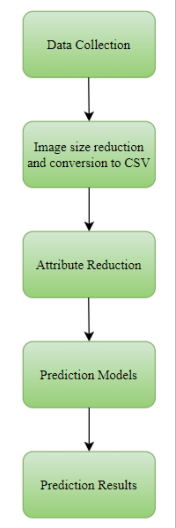 Data Collection
Image size reduction
and conversion to CSV
Attribute Reduction
Prediction Models
Prediction Results